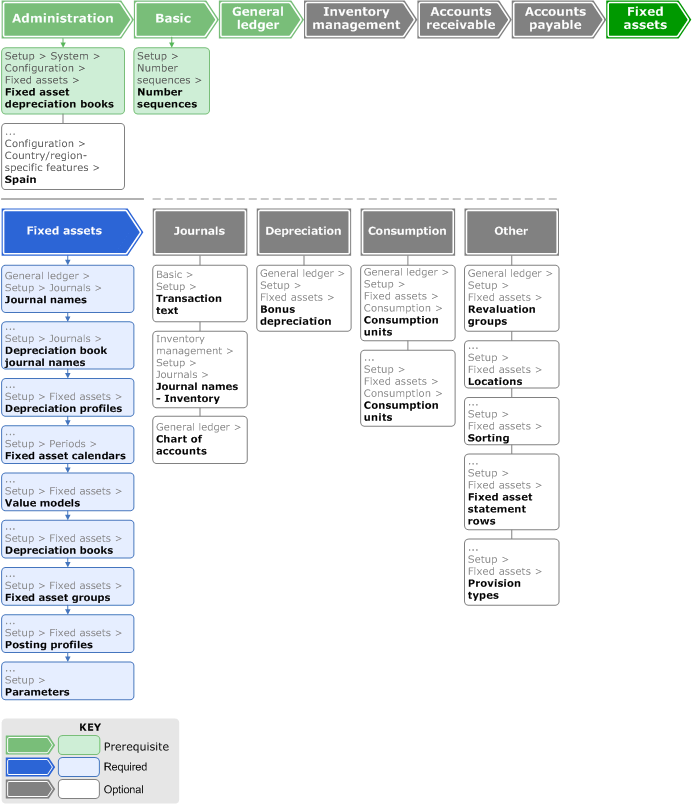 Administration
Basic
General
ledger
Inventory
management
Accounts
receivable
Accounts
payable
Fixed
assets
Setup > System >
Configuration >
Fixed assets >
Fixed asset
depreciation books
Setup >
Number
sequences >
Number
sequences
...
Configuration >
Country/region-
specific features >
Spain
Fixed assets
Journals
Depreciation
Consumption
Other
General ledger >
Setup > Journals >
Journal names
...
Setup > Journals >
Depreciation book
journal names
...
Setup > Fixed assets >
Depreciation profiles
...
Setup > Periods >
Fixed asset calendars
...
Setup > Fixed assets >
Value models
...
Setup > Fixed assets >
Depreciation books
...
Setup > Fixed assets >
Fixed asset groups
...
Setup > Fixed assets >
Posting profiles
...
Setup >
Parameters
Basic >
Setup >
Transaction
text
Inventory
management >
Setup >
Journals >
Journal names
- Inventory
General ledger >
Chart of
accounts
General ledger >
Setup >
Fixed assets >
Bonus
depreciation
General ledger >
Setup >
Fixed assets >
Consumption >
Consumption
units
...
Setup >
Fixed assets >
Consumption >
Consumption
units
General ledger >
Setup >
Fixed assets >
Revaluation
groups
...
Setup >
Fixed assets >
Locations
...
Setup >
Fixed assets >
Sorting
...
Setup >
Fixed assets >
Fixed asset
statement
rows
...
Setup >
Fixed assets >
Provision
types
KEY
Prerequisite
Required
Optional